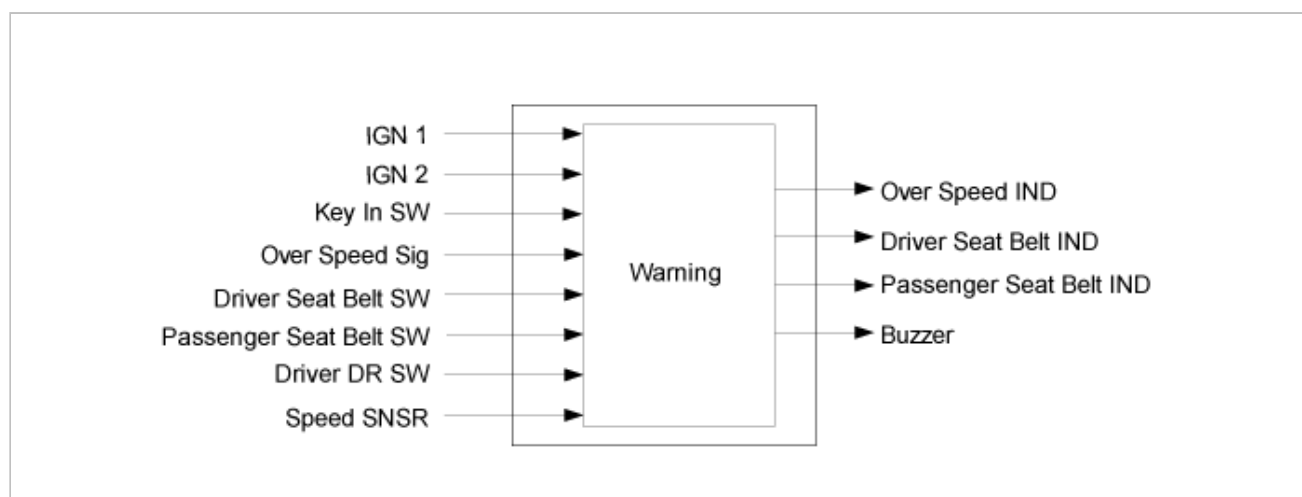 IGN 1
IGN 2
Key In SW
Over Speed Sig
Driver Seat Belt SW
Passenger Seat Belt SW
Driver DR SW
Speed SNSR
Warning
Over Speed IND
Driver Seat Belt IND
Passenger Seat Belt IND
Buzzer